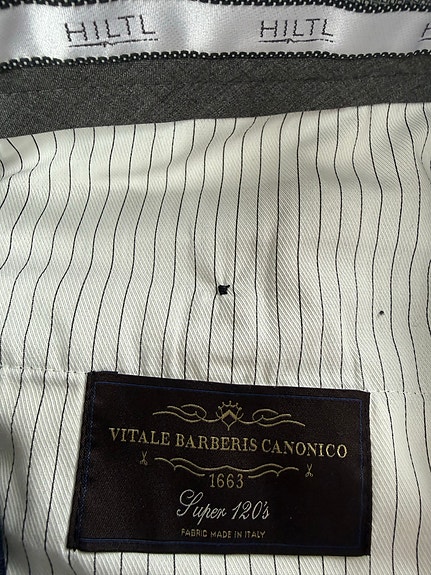 HILTL HILTL
VITALE BARBERIS CANONICO
1663
Super 120's
FABRIC MADE IN ITALY